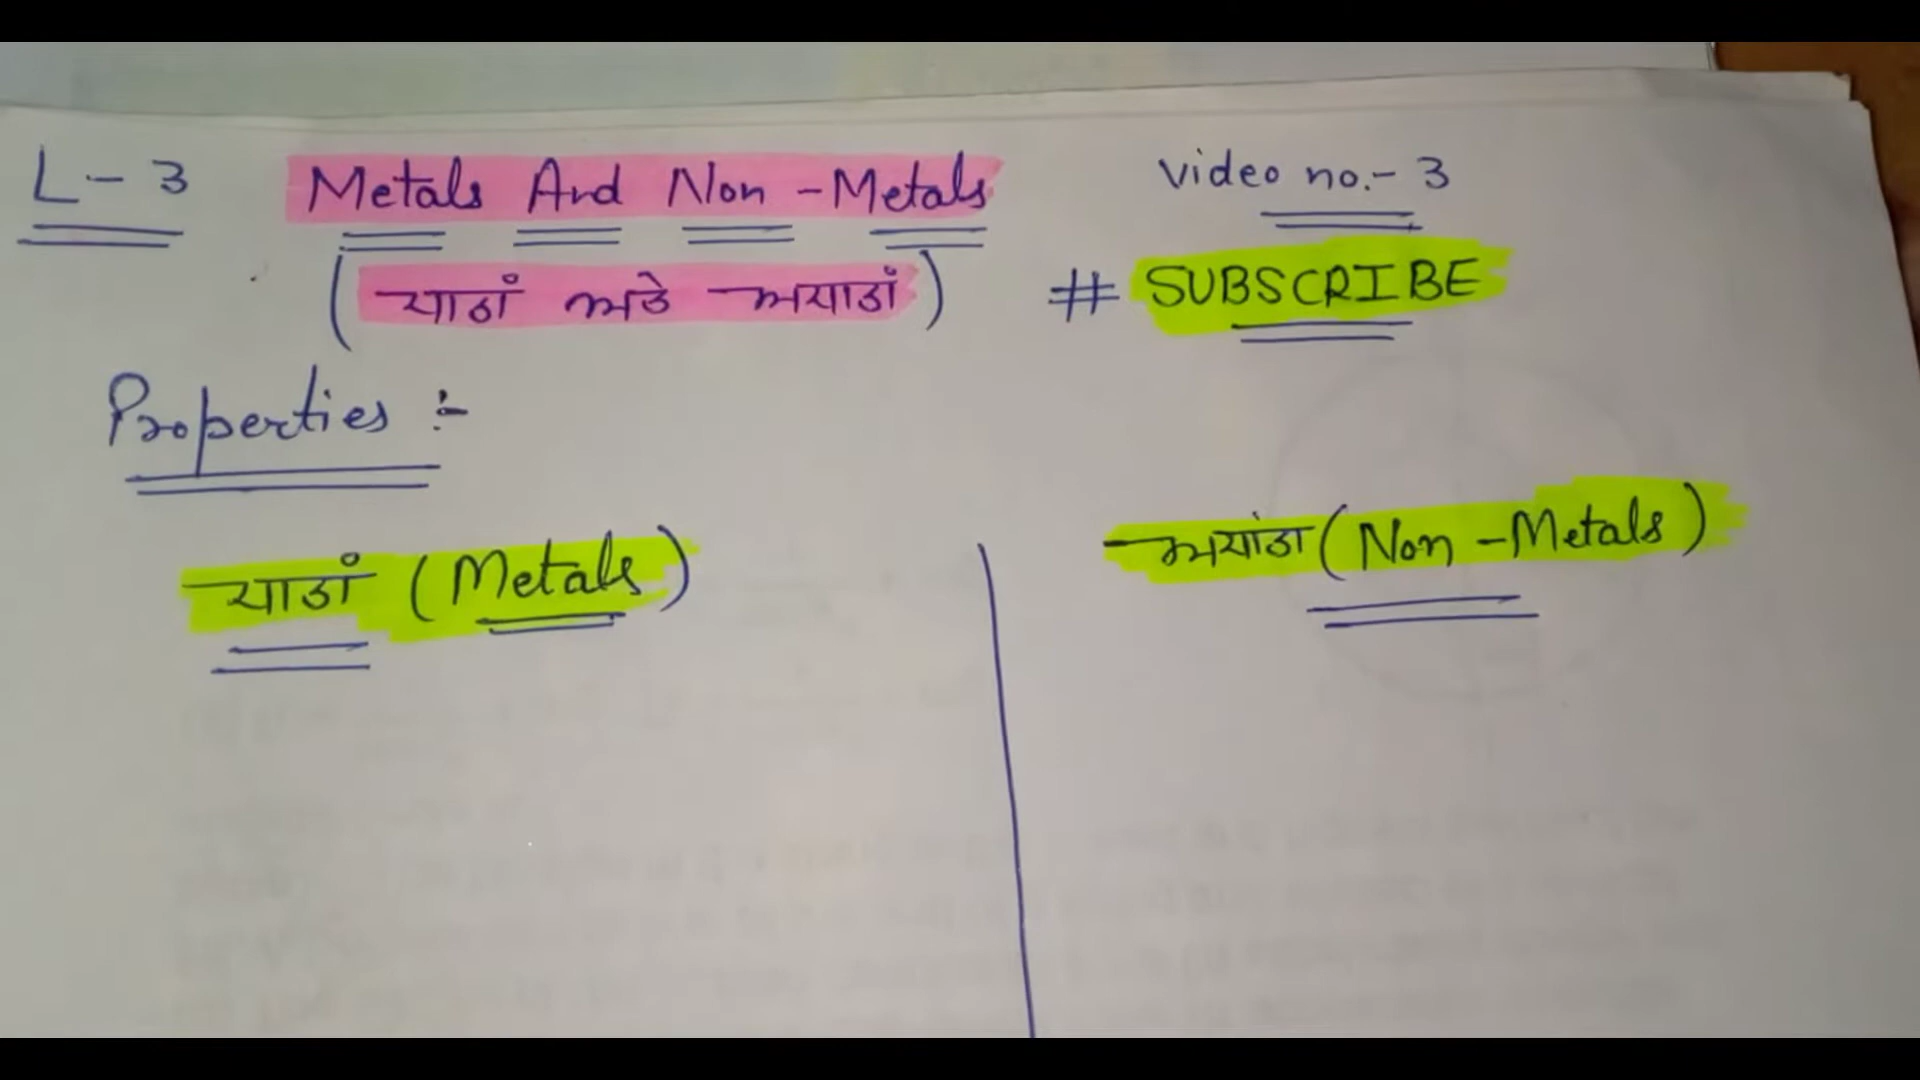 L - 3 Metals And Non - Metals Video no.- 3
(ਧਾਤਾਂ ਅਤੇ ਅਧਾਤਾਂ) # SUBSCRIBE
Properties :-
ਧਾਤਾਂ (Metals) ਅਧਾਂਤਾ (Non - Metals)